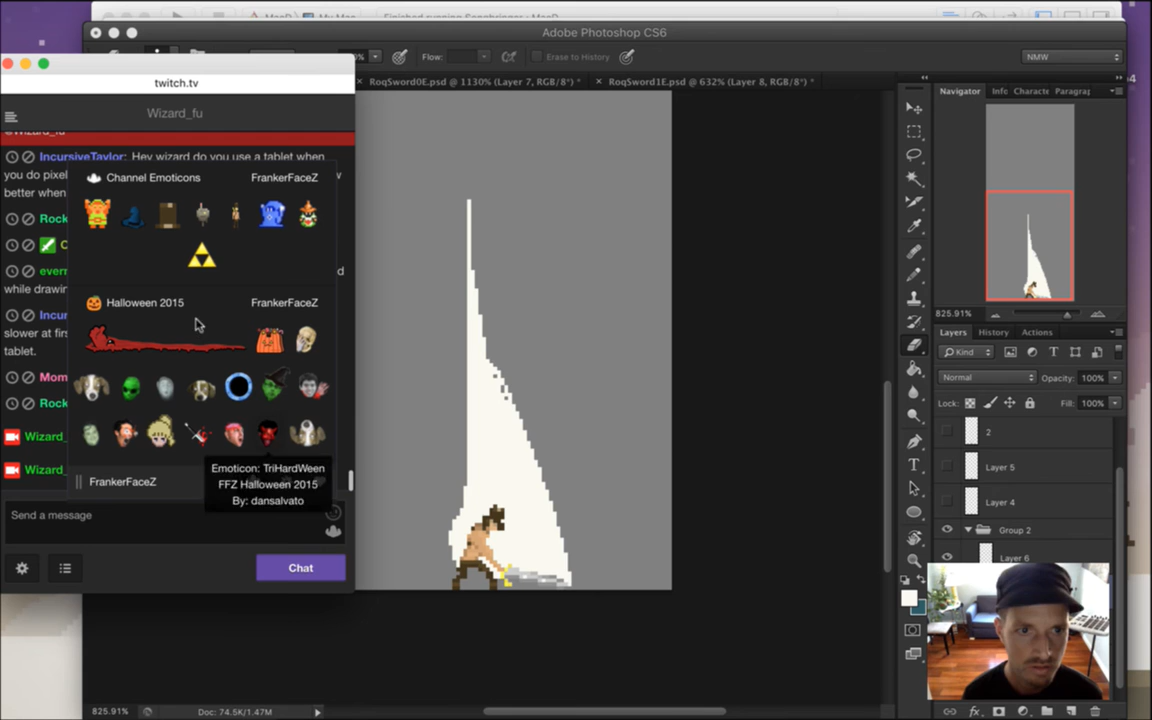 Adobe Photoshop CS6
Flow:
Erase to History
NMW
RoqSword0E.psd @ 1130% (Layer 7, RGB/8*) *
RoqSword1E.psd @ 632% (Layer 8, RGB/8*) *
twitch.tv
Wizard_fu
IncursiveTaylor: Hey wizard do you use a tablet when
you do pixel
better when
Rock
everm
while drawin
Incur
slower at firs
tablet.
Mom
Rock
Wizard_
Wizard_
Channel Emoticons
FrankerFaceZ
Halloween 2015
FrankerFaceZ
Emoticon: TriHardWeen
FFZ Halloween 2015
By: dansalvato
FrankerFaceZ
Send a message
Chat
825.91%
Doc: 74.5K/1.47M
Navigator
Info
Characte
Paragrap
825.91%
Layers
History
Actions
Kind
Normal
Opacity: 100%
Lock:
Fill: 100%
2
Layer 5
Layer 4
Group 2
Layer 6